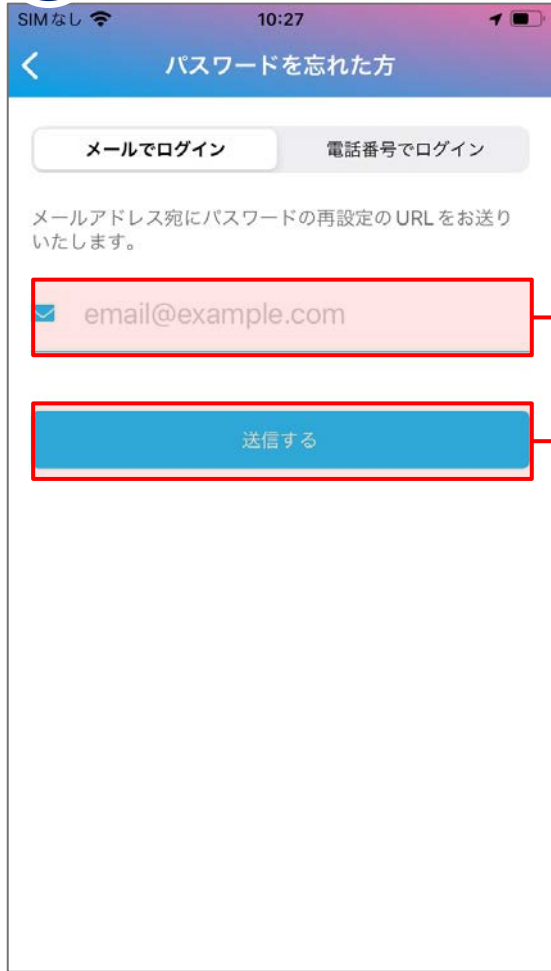 SIMなし 10:27
パスワードを忘れた方
メールでログイン 電話番号でログイン
メールアドレス宛にパスワードの再設定のURLをお送り
いたします。
email@example.com
送信する